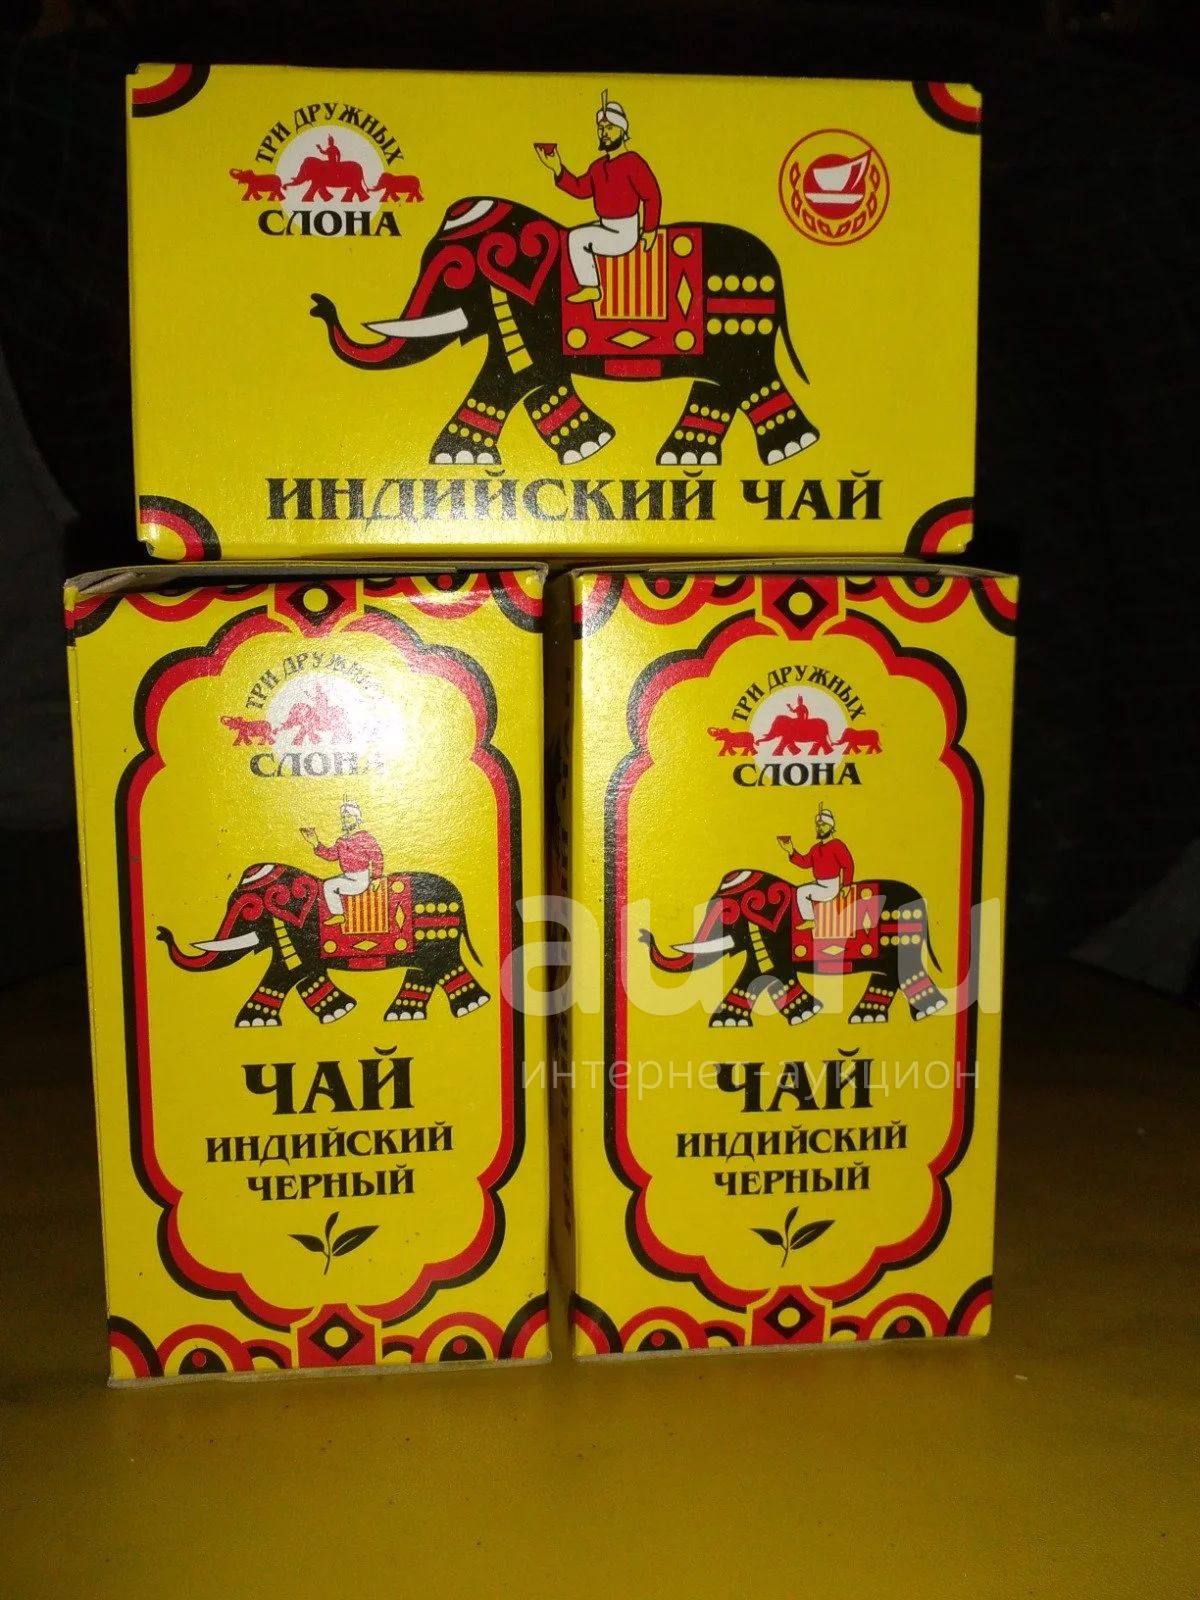 ТРИ ДРУЖНЫХ
СЛОНА
ИНДИЙСКИЙ ЧАЙ
ТРИ ДРУЖНЫХ
СЛОНА
ЧАЙ
ИНДИЙСКИЙ
ЧЕРНЫЙ
ТРИ ДРУЖНЫХ
СЛОНА
ЧАЙ
ИНДИЙСКИЙ
ЧЕРНЫЙ
au.ru
интернет-аукцион